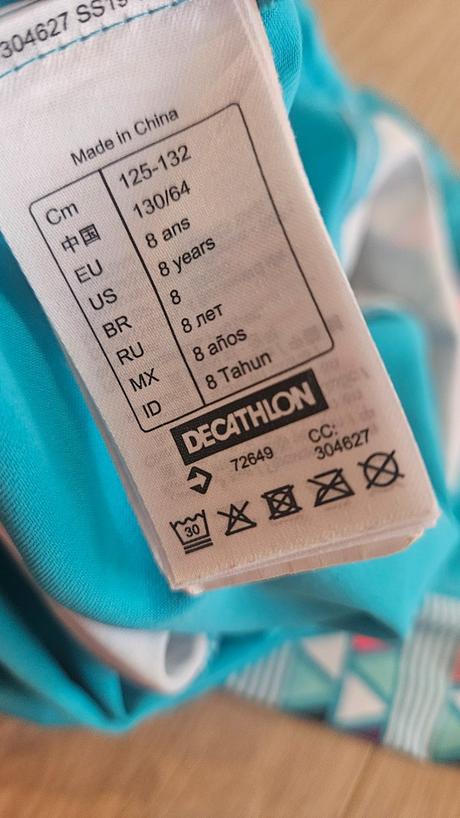 304627 SS19
Made in China
Cm 125-132
中国 130/64
EU 8 ans
US 8 years
BR 8
RU 8 лет
MX 8 años
ID 8 Tahun
DECATHLON
72649 CC: 304627
30